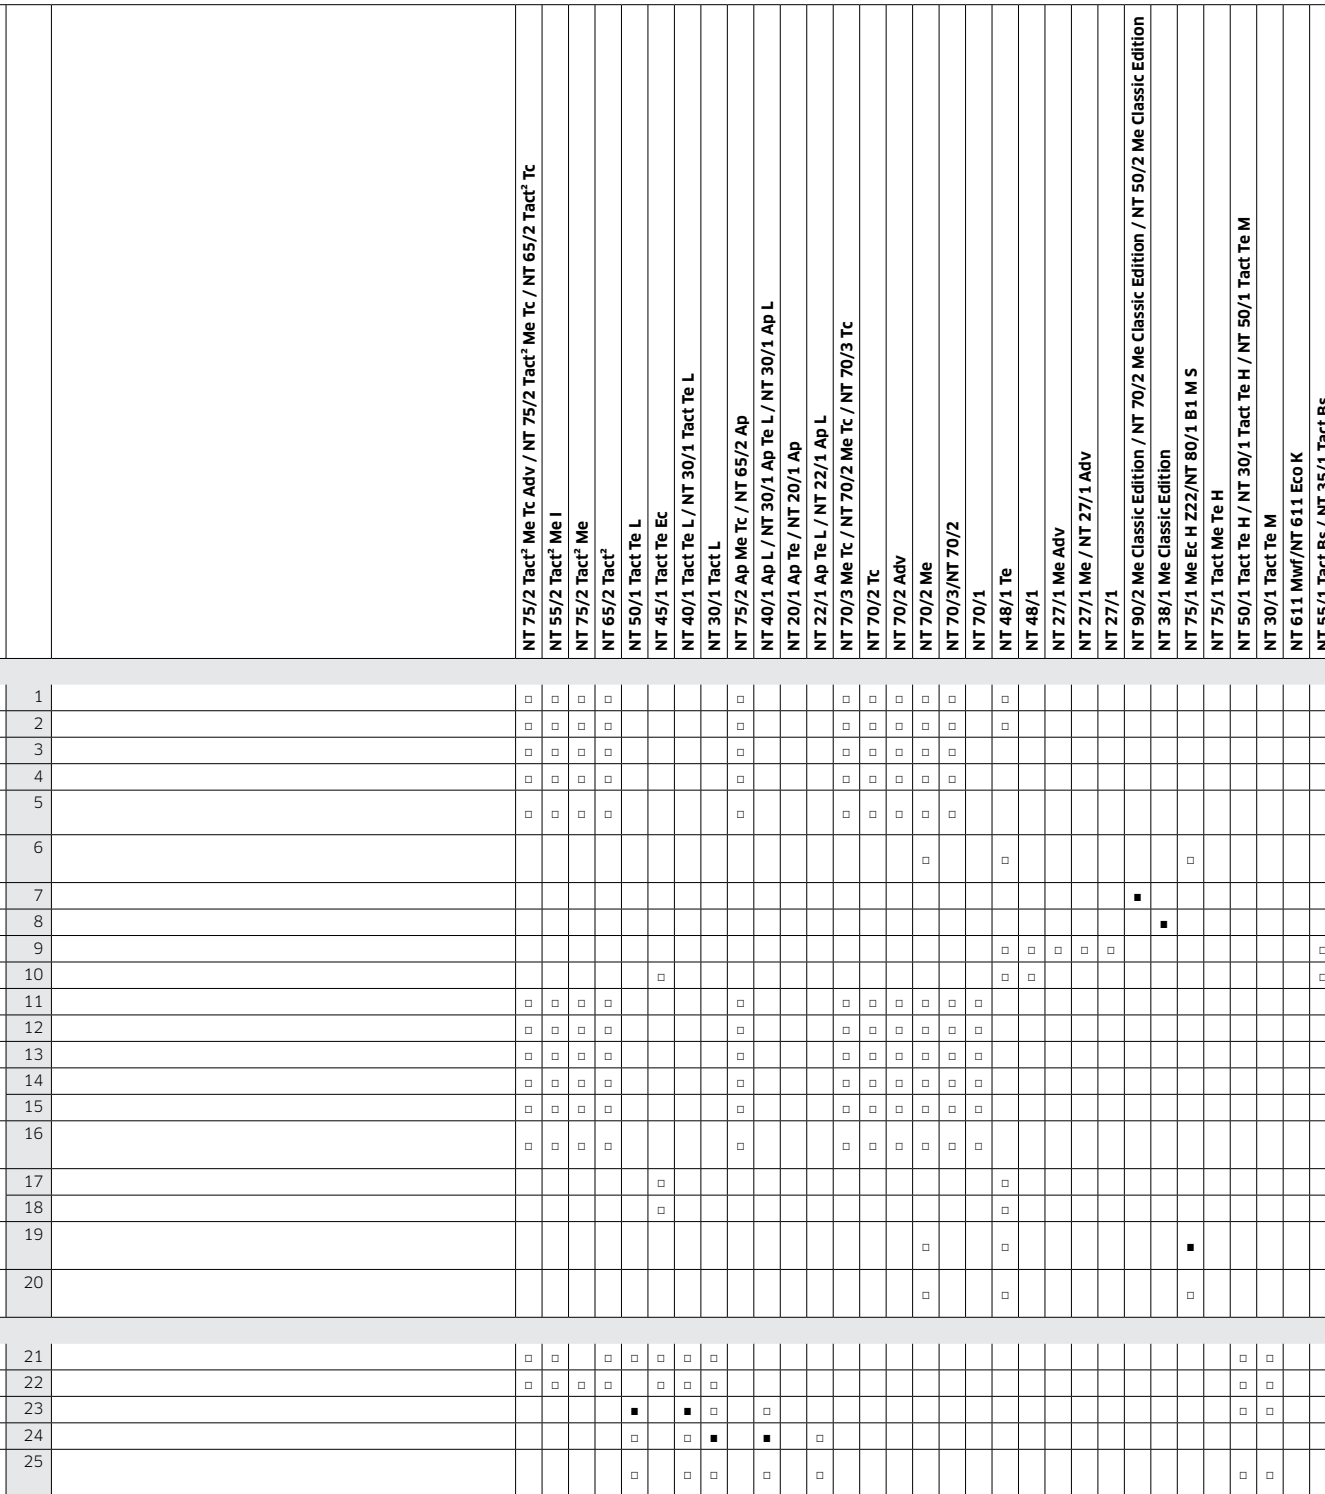 NT 75/2 Tact² Me Tc Adv / NT 75/2 Tact² Me Tc / NT 65/2 Tact² Tc
NT 55/2 Tact² Me I
NT 75/2 Tact² Me
NT 65/2 Tact²
NT 50/1 Tact Te L
NT 45/1 Tact Te Ec
NT 40/1 Tact Te L / NT 30/1 Tact Te L
NT 30/1 Tact L
NT 75/2 Ap Me Tc / NT 65/2 Ap
NT 40/1 Ap L / NT 30/1 Ap Te L / NT 30/1 Ap L
NT 20/1 Ap Te / NT 20/1 Ap
NT 22/1 Ap Te L / NT 22/1 Ap L
NT 70/3 Me Tc / NT 70/2 Me Tc / NT 70/3 Tc
NT 70/2 Tc
NT 70/2 Adv
NT 70/2 Me
NT 70/3/NT 70/2
NT 70/1
NT 48/1 Te
NT 48/1
NT 27/1 Me Adv
NT 27/1 Me / NT 27/1 Adv
NT 27/1
NT 90/2 Me Classic Edition / NT 70/2 Me Classic Edition / NT 50/2 Me Classic Edition
NT 38/1 Me Classic Edition
NT 75/1 Me Ec H Z22/NT 80/1 B1 M S
NT 75/1 Tact Me Te H
NT 50/1 Tact Te H / NT 30/1 Tact Te H / NT 50/1 Tact Te M
NT 30/1 Tact Te M
NT 611 Mwf/NT 611 Eco K
NT 55/1 Tact Bs / NT 35/1 Tact Bs
1 □ □ □ □ □ □ □ □ □ □ □
2 □ □ □ □ □ □ □ □ □ □ □
3 □ □ □ □ □ □ □ □ □ □
4 □ □ □ □ □ □ □ □ □ □
5 □ □ □ □ □ □ □ □ □ □
6 □ □ □
7 ■
8 ■
9 □ □ □ □ □ □
10 □ □ □ □
11 □ □ □ □ □ □ □ □ □ □ □
12 □ □ □ □ □ □ □ □ □ □ □
13 □ □ □ □ □ □ □ □ □ □ □
14 □ □ □ □ □ □ □ □ □ □ □
15 □ □ □ □ □ □ □ □ □ □ □
16 □ □ □ □ □ □ □ □ □ □ □
17 □ □
18 □ □
19 □ □ ■
20 □ □ □
21 □ □ □ □ □ □ □ □ □
22 □ □ □ □ □ □ □ □ □
23 ■ ■ □ □ □ □
24 □ □ ■ ■ □
25 □ □ □ □ □ □ □